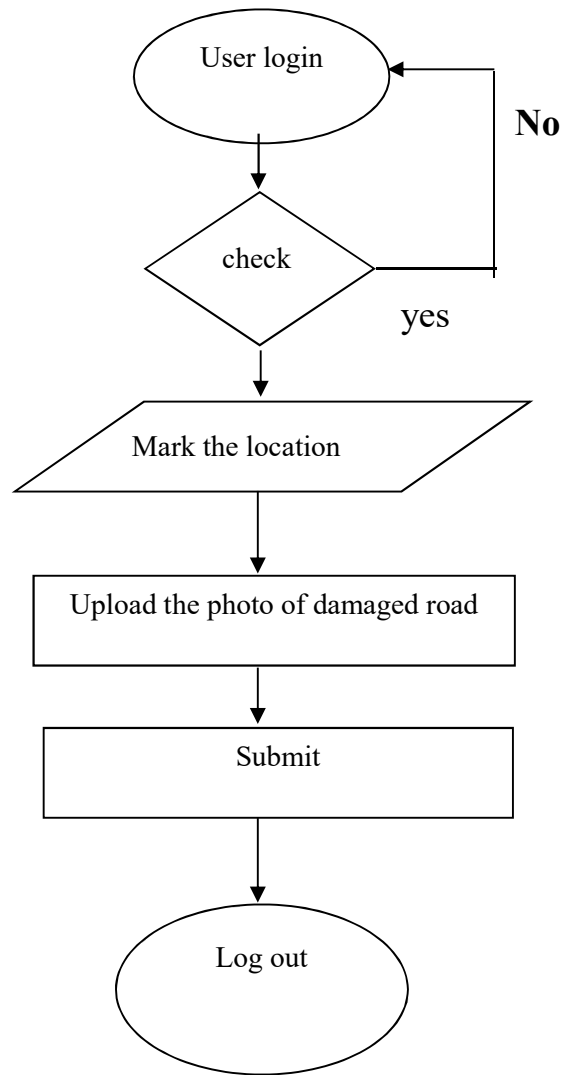 User login
No
check
yes
Mark the location
Upload the photo of damaged road
Submit
Log out